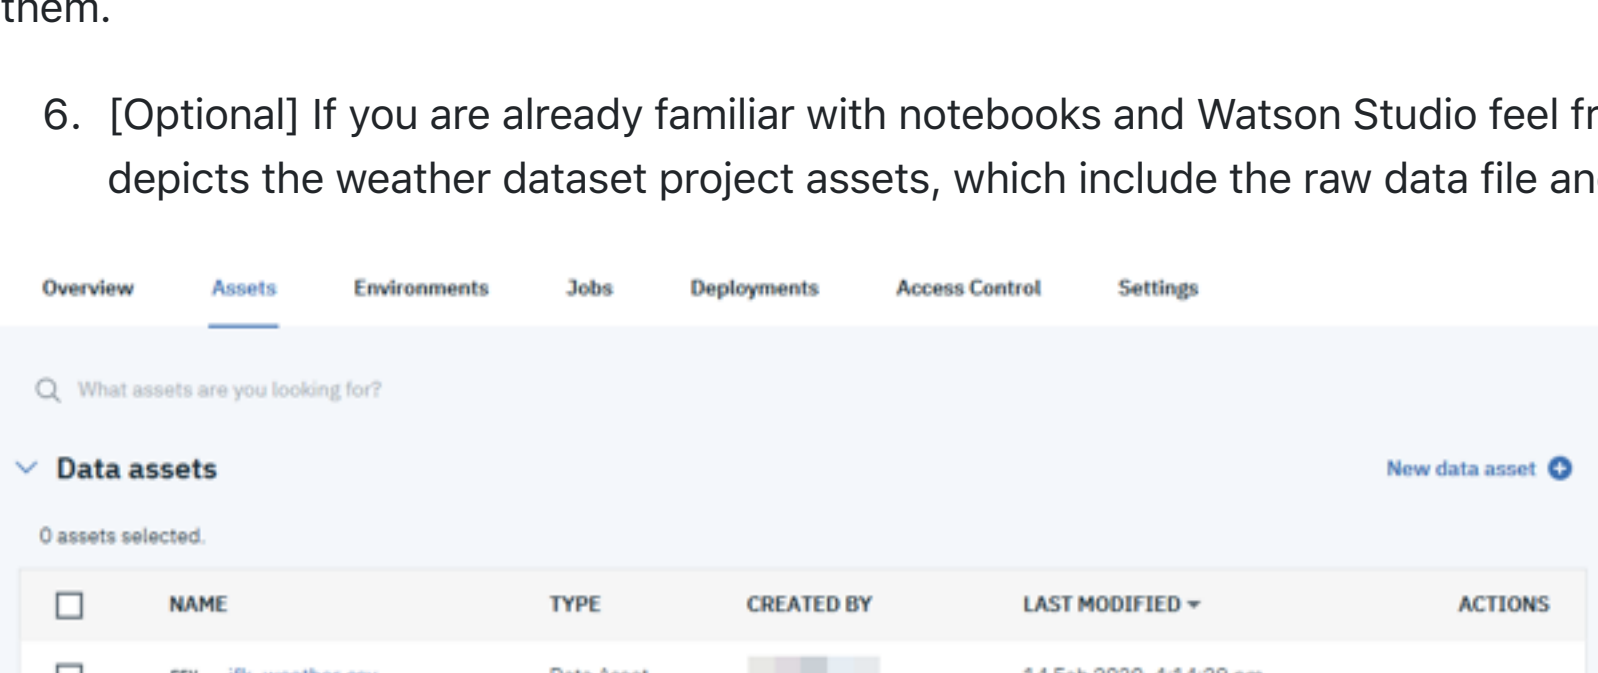 them.
6. [Optional] If you are already familiar with notebooks and Watson Studio feel fr
depicts the weather dataset project assets, which include the raw data file an
Overview Assets Environments Jobs Deployments Access Control Settings
What assets are you looking for?
Data assets New data asset
0 assets selected.
NAME TYPE CREATED BY LAST MODIFIED ACTIONS
Data Asset